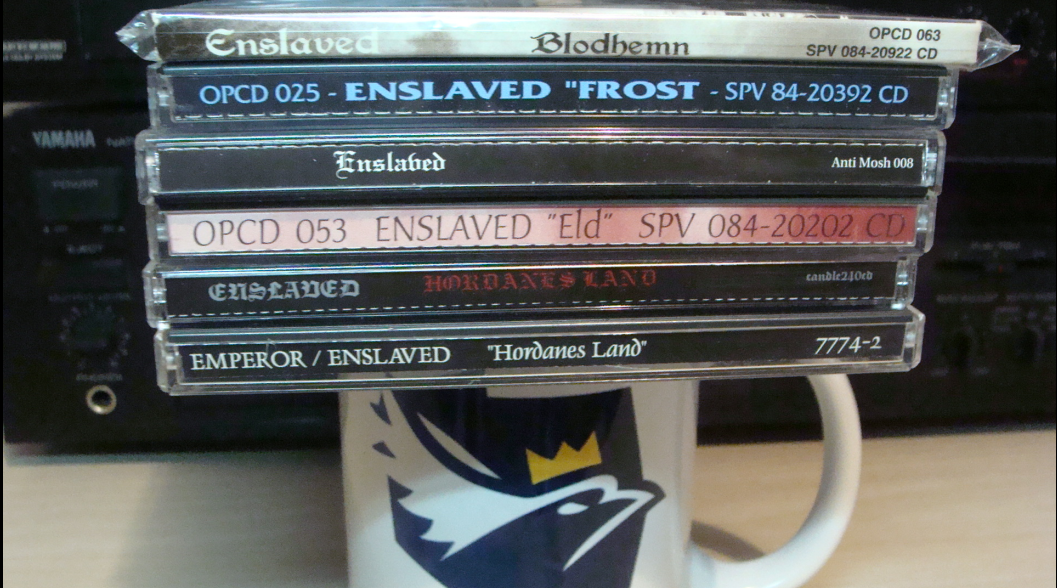 Enslaved Blodhemn OPCD 063
SPV 084-20922 CD
OPCD 025 - ENSLAVED "FROST - SPV 84-20392 CD
YAMAHA
Enslaved Anti Mosh 008
OPCD 053 ENSLAVED "Eld" SPV 084-20202 CD
ENSLAVED HORDANES LAND candle240cd
EMPEROR / ENSLAVED "Hordanes Land" 7774-2